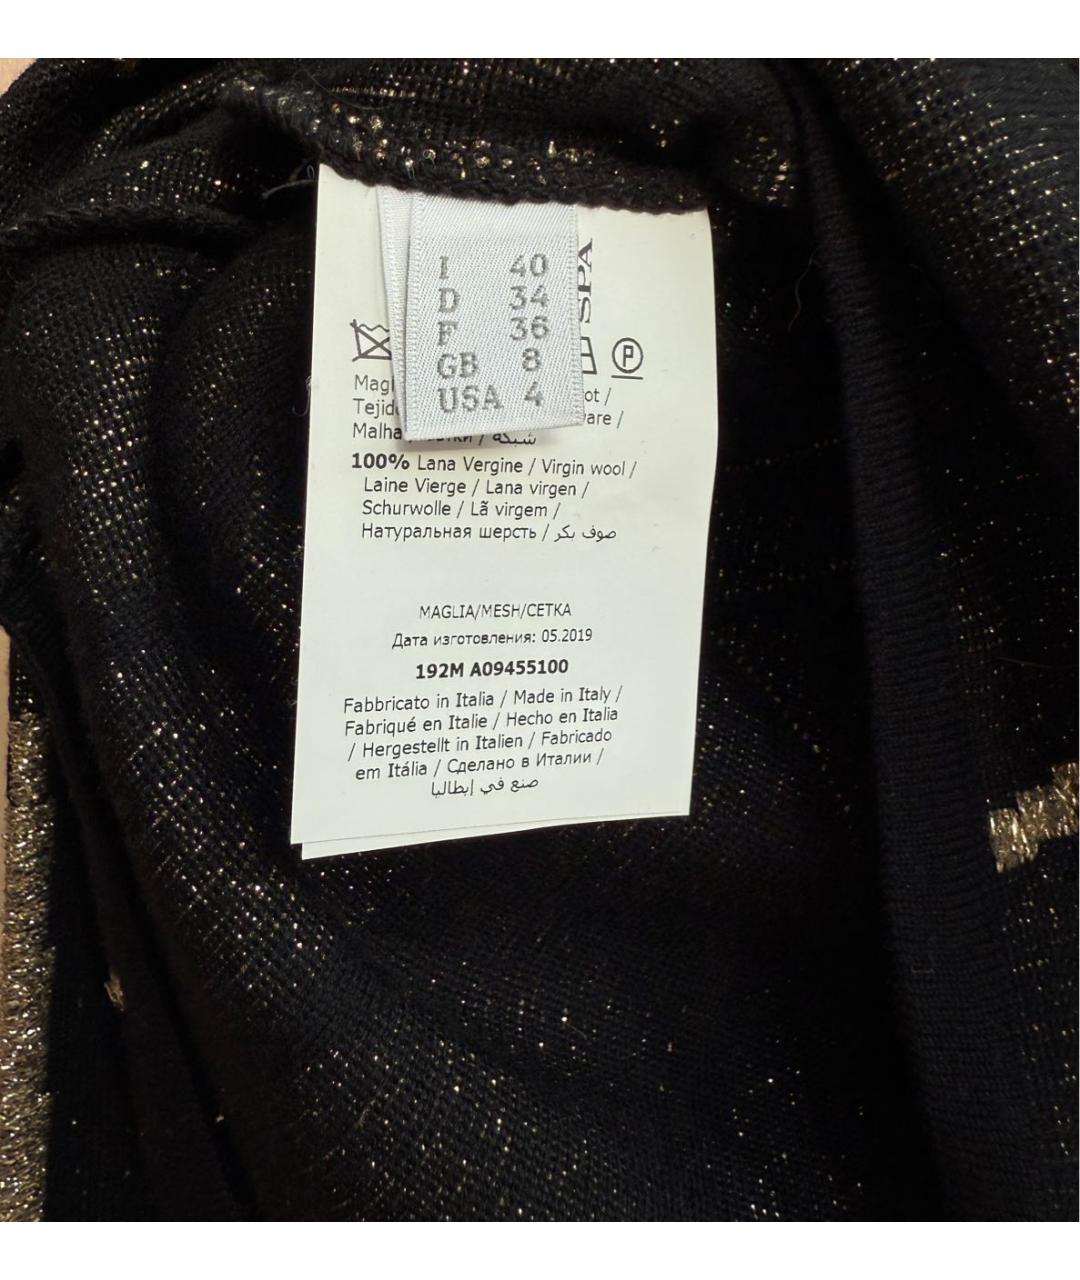 I 40
D 34
F 36
GB 8
USA 4
SPA
P
ot /
Tejid
Malha
شبكة /
100% Lana Vergine / Virgin wool /
Laine Vierge / Lana virgen /
Schurwolle / Lã virgem /
Натуральная шерсть / صوف بكر
MAGLIA/MESH/СЕТКА
Дата изготовления: 05.2019
192M A09455100
Fabbricato in Italia / Made in Italy /
Fabriqué en Italie / Hecho en Italia
/ Hergestellt in Italien / Fabricado
em Itália / Сделано в Италии /
صنع في إيطاليا